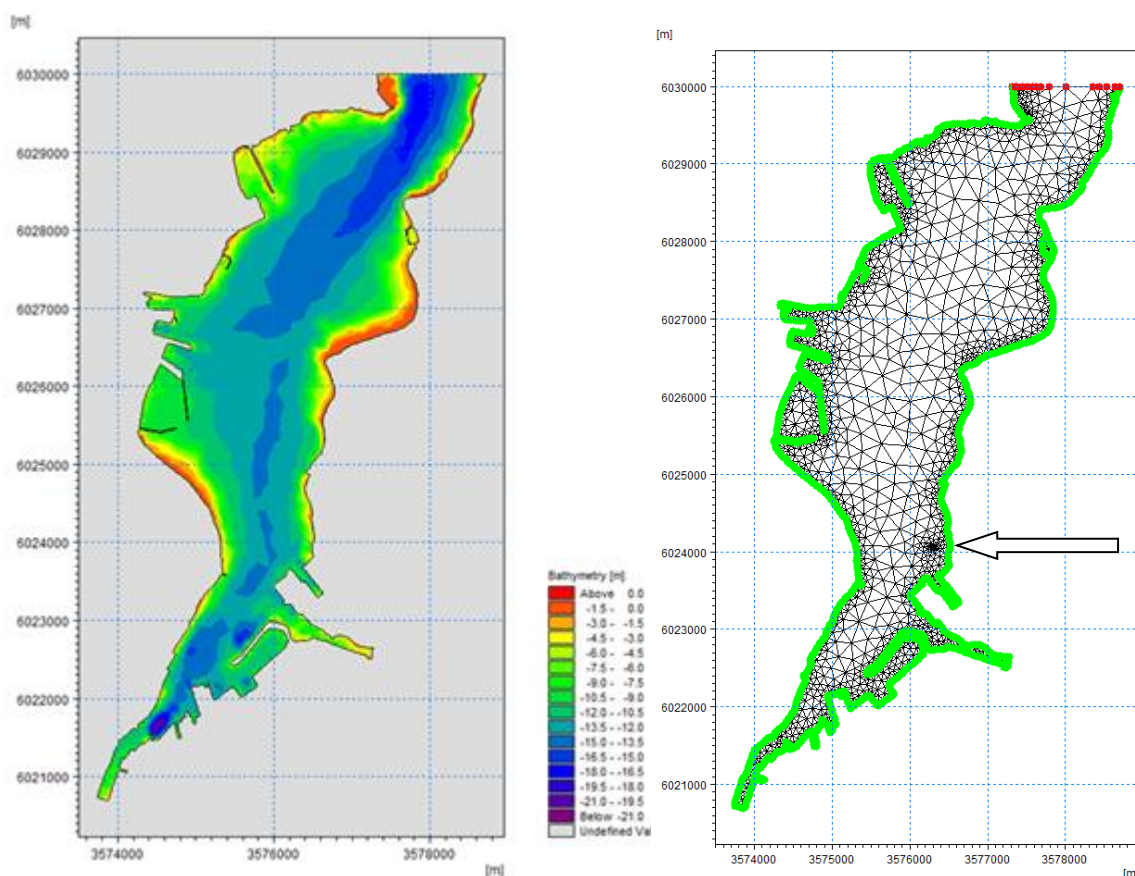 [m]
6030000
6029000
6028000
6027000
6026000
6025000
6024000
6023000
6022000
6021000
3574000
3576000
3578000
[m]
Bathymetry [m]
Above 0.0
-1.5 - 0.0
-3.0 - -1.5
-4.5 - -3.0
-6.0 - -4.5
-7.5 - -6.0
-9.0 - -7.5
-10.5 - -9.0
-12.0 - -10.5
-13.5 - -12.0
-15.0 - -13.5
-16.5 - -15.0
-18.0 - -16.5
-19.5 - -18.0
-21.0 - -19.5
Below -21.0
Undefined Val
[m]
6030000
6029000
6028000
6027000
6026000
6025000
6024000
6023000
6022000
6021000
3574000
3575000
3576000
3577000
3578000
[m]